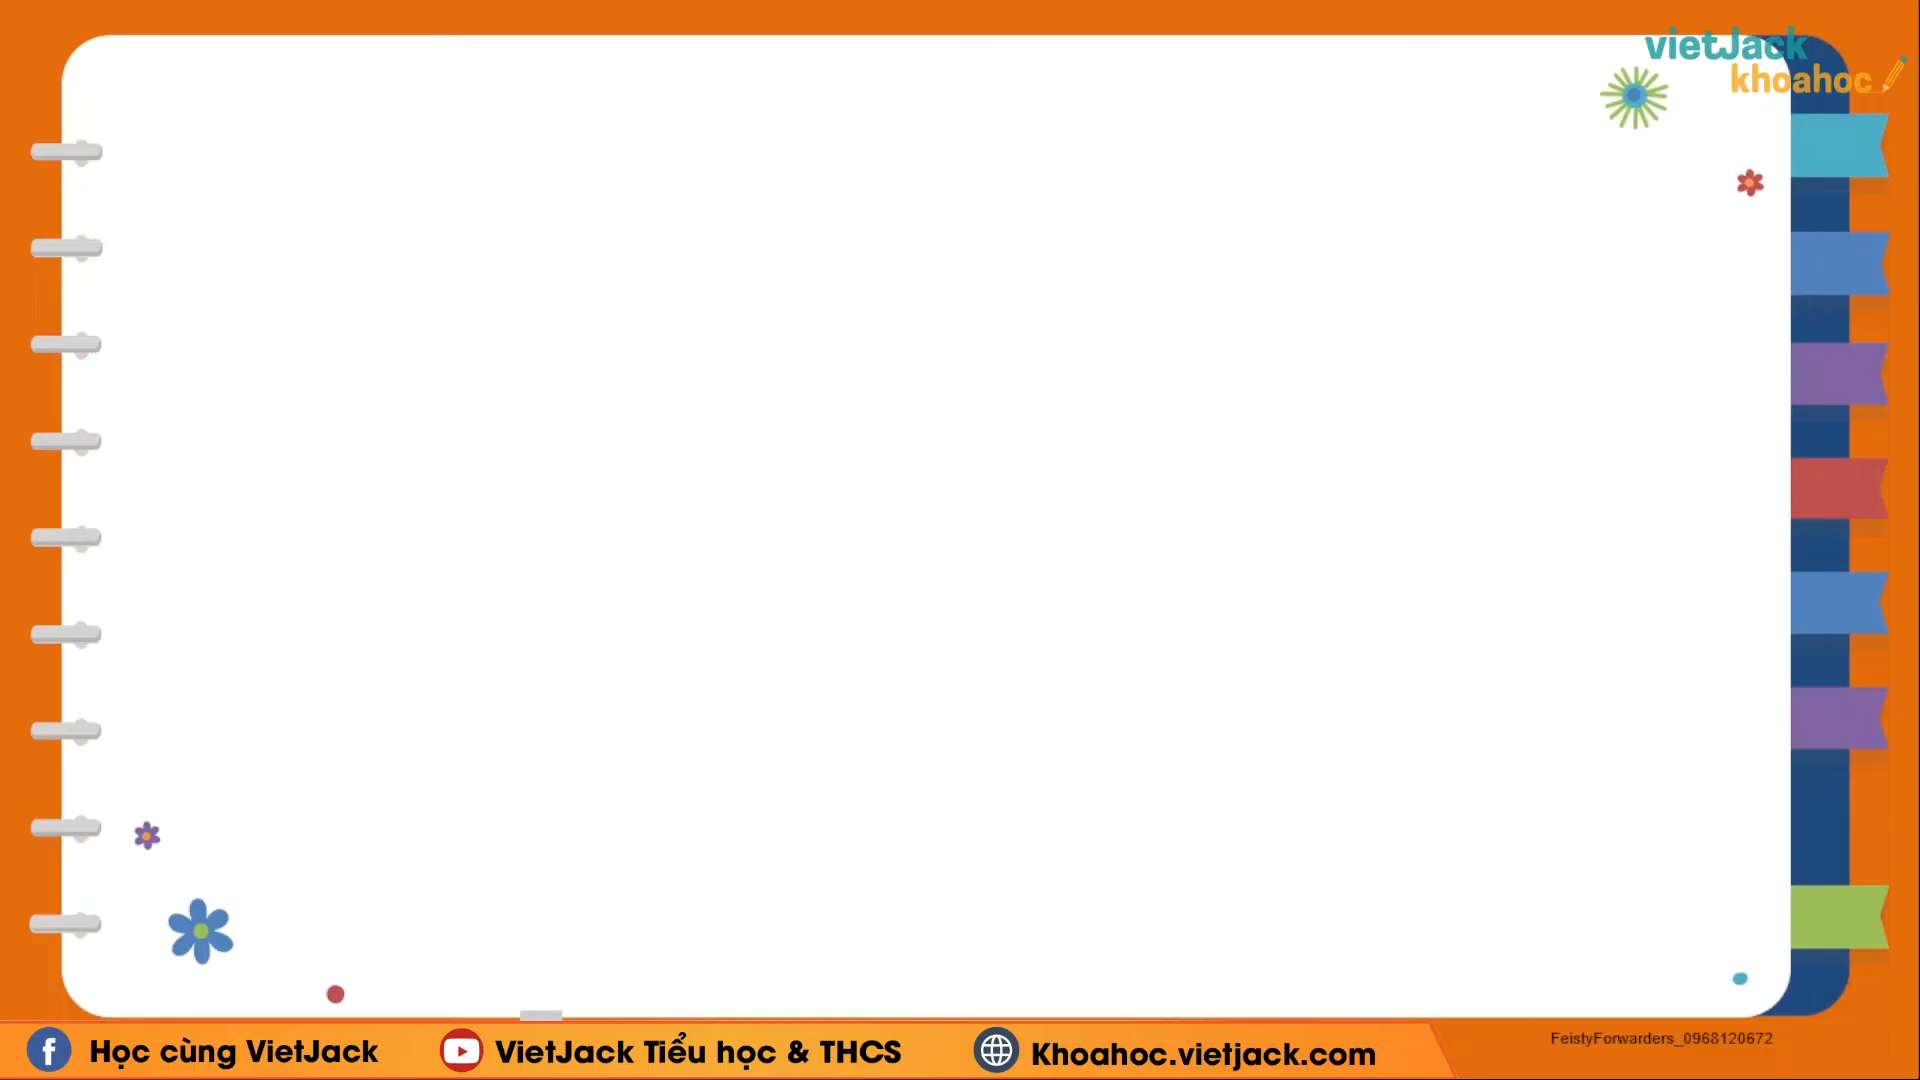 vietJack
khoahoc
FeistyForwarders_0968120672
Học cùng VietJack
VietJack Tiểu học & THCS
Khoahoc.vietjack.com